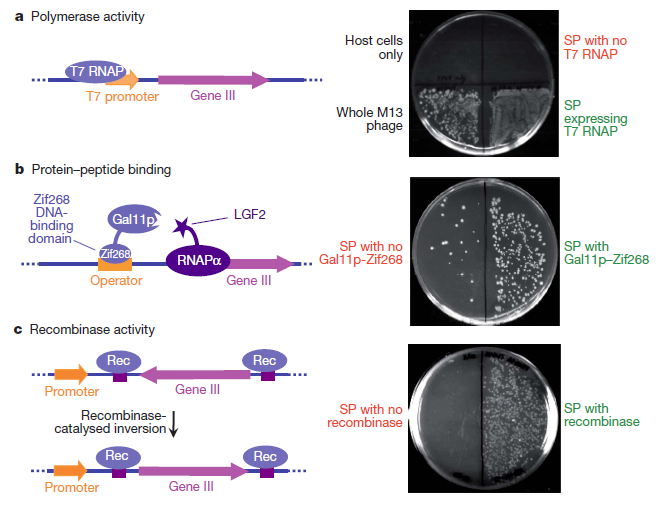 a Polymerase activity
T7 RNAP
T7 promoter
Gene III
Host cells
only
SP with no
T7 RNAP
Whole M13
phage
SP
expressing
T7 RNAP
b Protein–peptide binding
Zif268
DNA-
binding
domain
Gal11p
LGF2
Zif268
RNAPα
Operator
Gene III
SP with no
Gal11p-Zif268
SP with
Gal11p–Zif268
c Recombinase activity
Rec
Rec
Promoter
Gene III
Recombinase-
catalysed inversion
Rec
Rec
Promoter
Gene III
SP with no
recombinase
SP with
recombinase